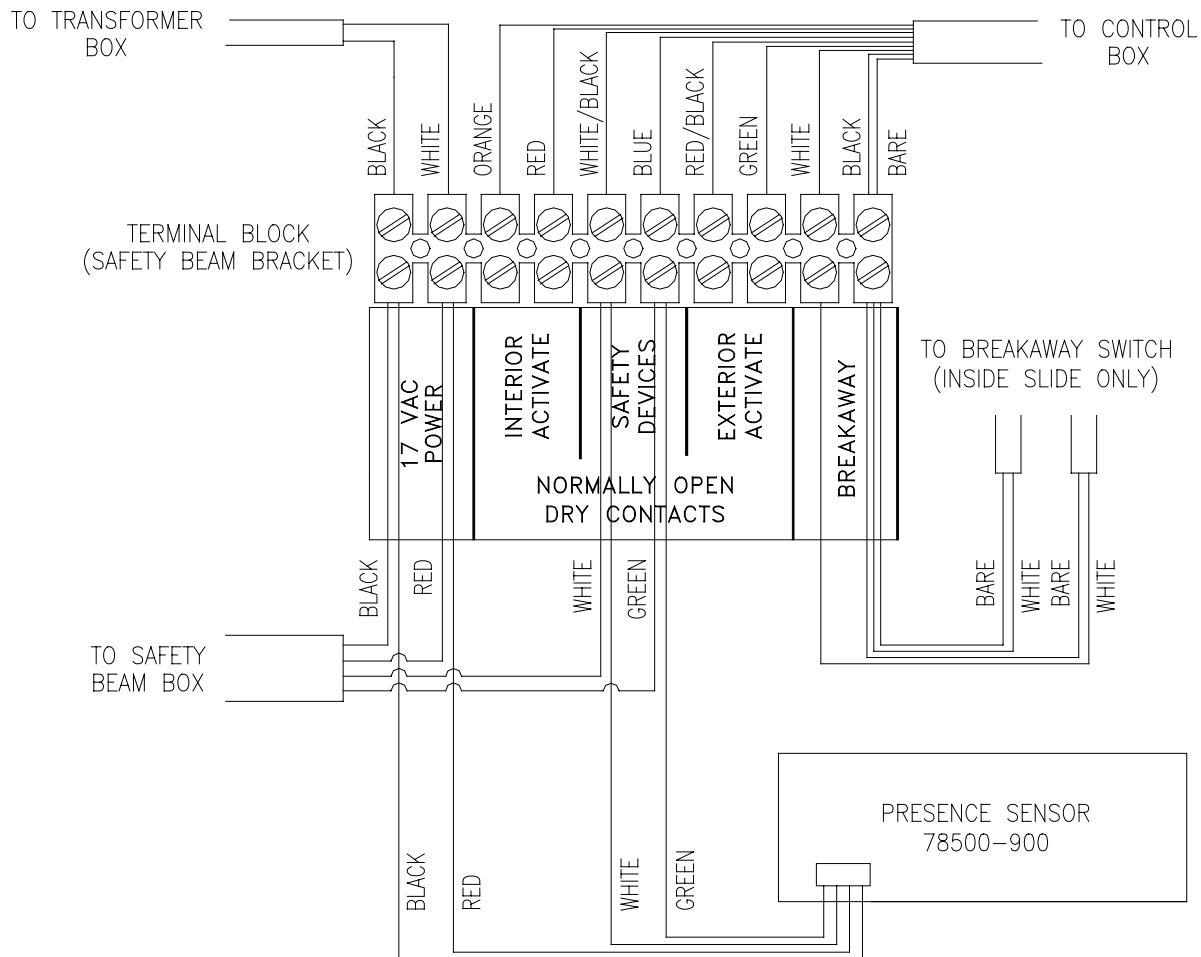 TO TRANSFORMER
BOX
TO CONTROL
BOX
BLACK
WHITE
ORANGE
RED
WHITE/BLACK
BLUE
RED/BLACK
GREEN
WHITE
BLACK
BARE
TERMINAL BLOCK
(SAFETY BEAM BRACKET)
17 VAC
POWER
INTERIOR
ACTIVATE
SAFETY
DEVICES
EXTERIOR
ACTIVATE
BREAKAWAY
NORMALLY OPEN
DRY CONTACTS
TO BREAKAWAY SWITCH
(INSIDE SLIDE ONLY)
BLACK
RED
WHITE
GREEN
BARE
WHITE
BARE
WHITE
TO SAFETY
BEAM BOX
PRESENCE SENSOR
78500-900
BLACK
RED
WHITE
GREEN